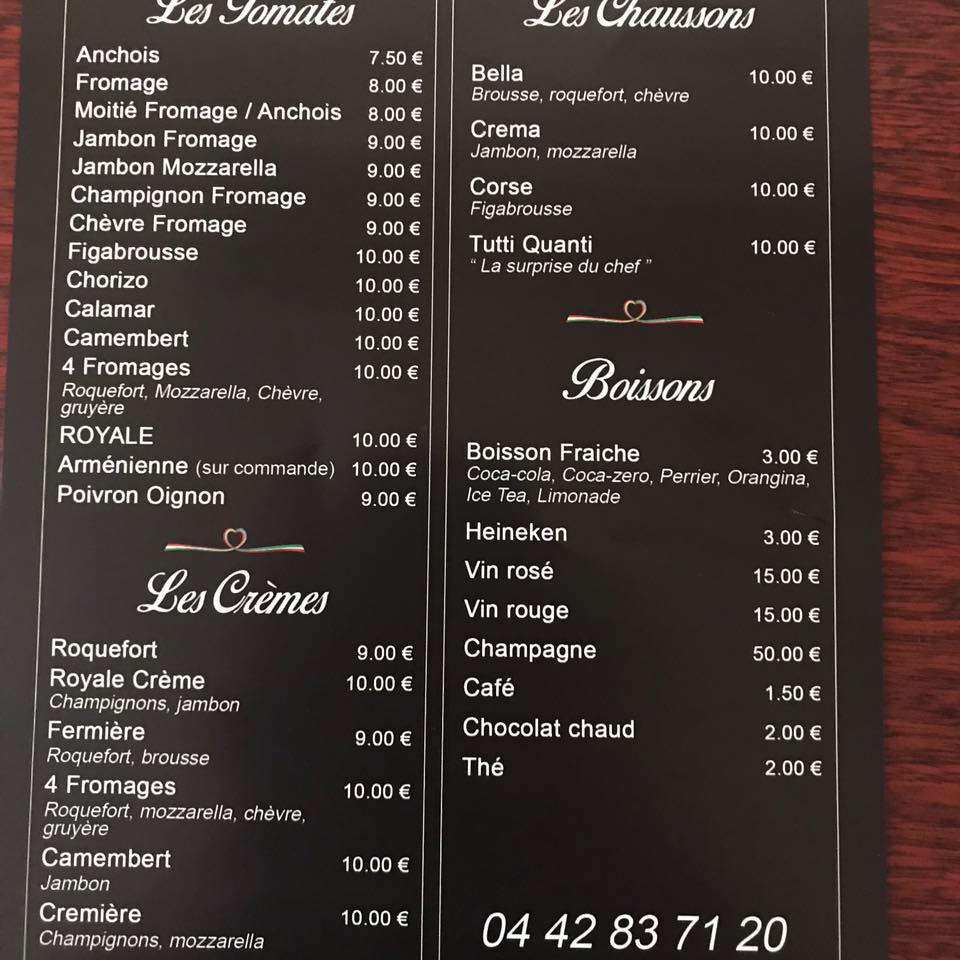 Les Tomates
Anchois 7.50 €
Fromage 8.00 €
Moitié Fromage / Anchois 8.00 €
Jambon Fromage 9.00 €
Jambon Mozzarella 9.00 €
Champignon Fromage 9.00 €
Chèvre Fromage 9.00 €
Figabrousse 10.00 €
Chorizo 10.00 €
Calamar 10.00 €
Camembert 10.00 €
4 Fromages 10.00 €
Roquefort, Mozzarella, Chèvre,
gruyère
ROYALE 10.00 €
Arménienne (sur commande) 10.00 €
Poivron Oignon 9.00 €
Les Crèmes
Roquefort 9.00 €
Royale Crème 10.00 €
Champignons, jambon
Fermière 9.00 €
Roquefort, brousse
4 Fromages 10.00 €
Roquefort, mozzarella, chèvre,
gruyère
Camembert 10.00 €
Jambon
Cremière 10.00 €
Champignons, mozzarella
Les Chaussons
Bella 10.00 €
Brousse, roquefort, chèvre
Crema 10.00 €
Jambon, mozzarella
Corse 10.00 €
Figabrousse
Tutti Quanti 10.00 €
“ La surprise du chef ”
Boissons
Boisson Fraiche 3.00 €
Coca-cola, Coca-zero, Perrier, Orangina,
Ice Tea, Limonade
Heineken 3.00 €
Vin rosé 15.00 €
Vin rouge 15.00 €
Champagne 50.00 €
Café 1.50 €
Chocolat chaud 2.00 €
Thé 2.00 €
04 42 83 71 20